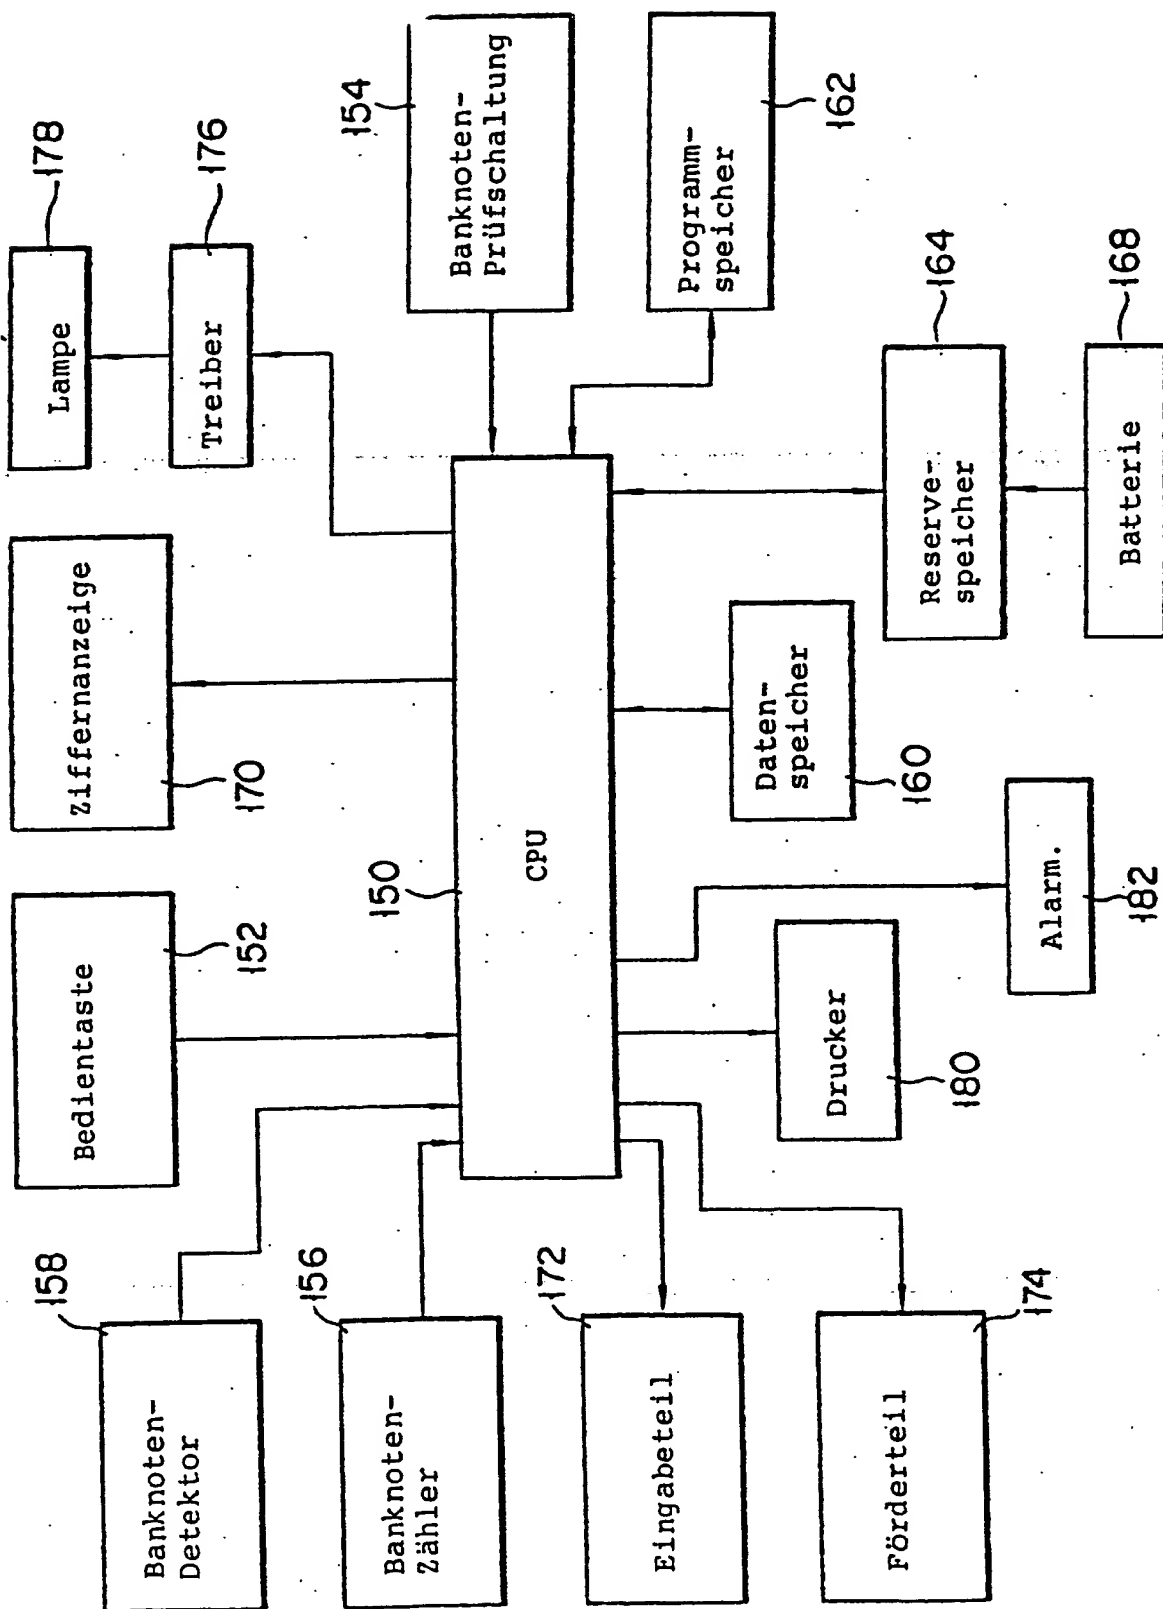 158
Banknoten-
Detektor
Bedientaste
152
Ziffernanzeige
170
Lampe
178
Treiber
176
156
Banknoten-
Zähler
150
CPU
154
Banknoten-
Prüfschaltung
172
Eingabeteil
Programm-
speicher
162
174
Förderteil
Drucker
180
Daten-
speicher
160
Reserve-
speicher
164
Alarm.
182
Batterie
168